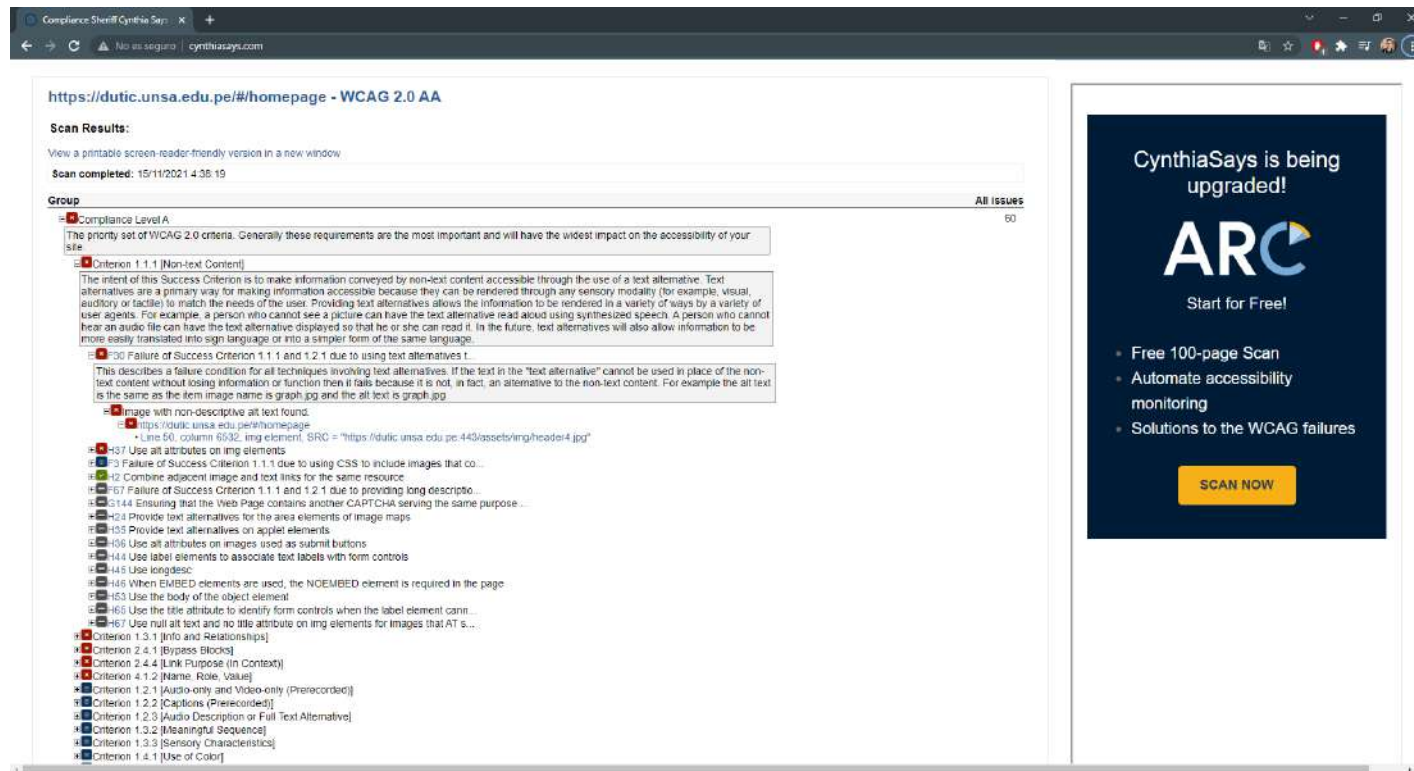 Compliance Sheriff Cynthia Say
No es seguro | cynthiasays.com
https://dutic.unsa.edu.pe/#/homepage - WCAG 2.0 AA
Scan Results:
View a printable screen-reader-friendly version in a new window
Scan completed: 15/11/2021 4:38:19
Group All issues
Compliance Level A 60
The priority set of WCAG 2.0 criteria. Generally these requirements are the most important and will have the widest impact on the accessibility of your
site.
Criterion 1.1.1 [Non-text Content]
The intent of this Success Criterion is to make information conveyed by non-text content accessible through the use of a text alternative. Text
alternatives are a primary way for making information accessible because they can be rendered through any sensory modality (for example, visual,
auditory or tactile) to match the needs of the user. Providing text alternatives allows the information to be rendered in a variety of ways by a variety of
user agents. For example, a person who cannot see a picture can have the text alternative read aloud using synthesized speech. A person who cannot
hear an audio file can have the text alternative displayed so that he or she can read it. In the future, text alternatives will also allow information to be
more easily translated into sign language or into a simpler form of the same language.
F30 Failure of Success Criterion 1.1.1 and 1.2.1 due to using text alternatives t...
This describes a failure condition for all techniques involving text alternatives. If the text in the "text alternative" cannot be used in place of the non-
text content without losing information or function then it fails because it is not, in fact, an alternative to the non-text content. For example the alt text
is the same as the item image name is graph.jpg and the alt text is graph.jpg
Image with non-descriptive alt text found.
https://dutic.unsa.edu.pe/#/homepage
• Line 50, column 6532, img element, SRC = "https://dutic.unsa.edu.pe:443/assets/img/header4.jpg"
H37 Use alt attributes on img elements
F3 Failure of Success Criterion 1.1.1 due to using CSS to include images that co...
H2 Combine adjacent image and text links for the same resource
F67 Failure of Success Criterion 1.1.1 and 1.2.1 due to providing long descriptio...
G144 Ensuring that the Web Page contains another CAPTCHA serving the same purpose ...
H24 Provide text alternatives for the area elements of image maps
H35 Provide text alternatives on applet elements
H36 Use alt attributes on images used as submit buttons
H44 Use label elements to associate text labels with form controls
H45 Use longdesc
H46 When EMBED elements are used, the NOEMBED element is required in the page
H53 Use the body of the object element
H65 Use the title attribute to identify form controls when the label element cann...
H67 Use null alt text and no title attribute on img elements for images that AT s...
Criterion 1.3.1 [Info and Relationships]
Criterion 2.4.1 [Bypass Blocks]
Criterion 2.4.4 [Link Purpose (In Context)]
Criterion 4.1.2 [Name, Role, Value]
Criterion 1.2.1 [Audio-only and Video-only (Prerecorded)]
Criterion 1.2.2 [Captions (Prerecorded)]
Criterion 1.2.3 [Audio Description or Full Text Alternative]
Criterion 1.3.2 [Meaningful Sequence]
Criterion 1.3.3 [Sensory Characteristics]
Criterion 1.4.1 [Use of Color]
CynthiaSays is being
upgraded!
ARC
Start for Free!
• Free 100-page Scan
• Automate accessibility
monitoring
• Solutions to the WCAG failures
SCAN NOW